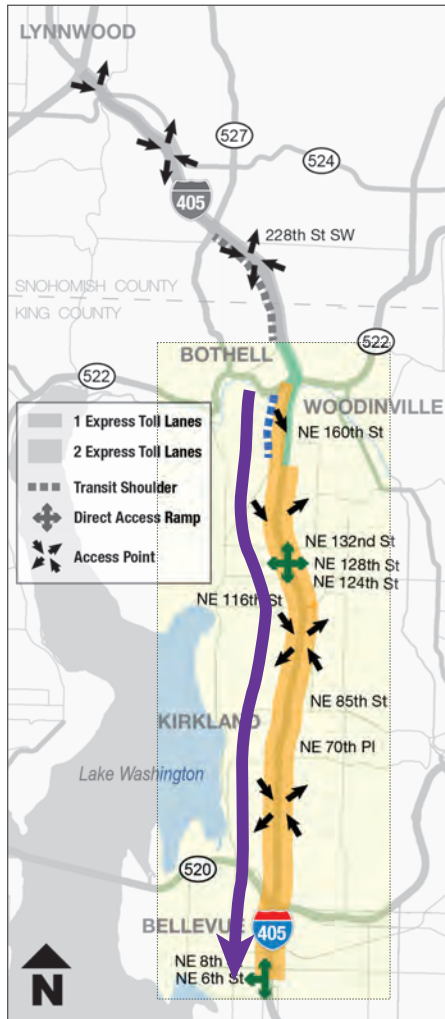 LYNNWOOD
527
524
405
228th St SW
SNOHOMISH COUNTY
KING COUNTY
522
BOTHELL
522
WOODINVILLE
1 Express Toll Lanes
2 Express Toll Lanes
Transit Shoulder
Direct Access Ramp
Access Point
NE 160th St
NE 132nd St
NE 128th St
NE 124th St
NE 116th St
NE 85th St
KIRKLAND
NE 70th Pl
Lake Washington
520
BELLEVUE
405
NE 8th
NE 6th St
N